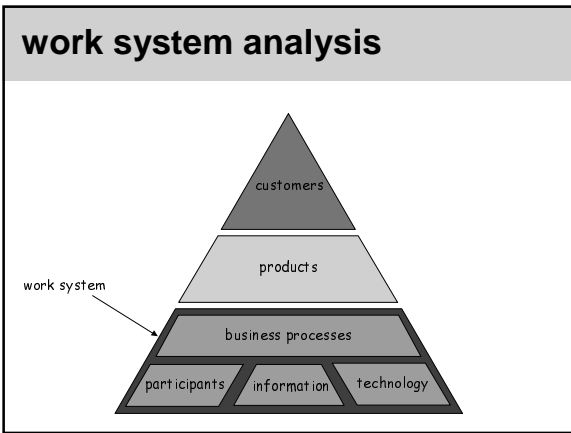 work system analysis
customers
products
work system
business processes
participants information technology